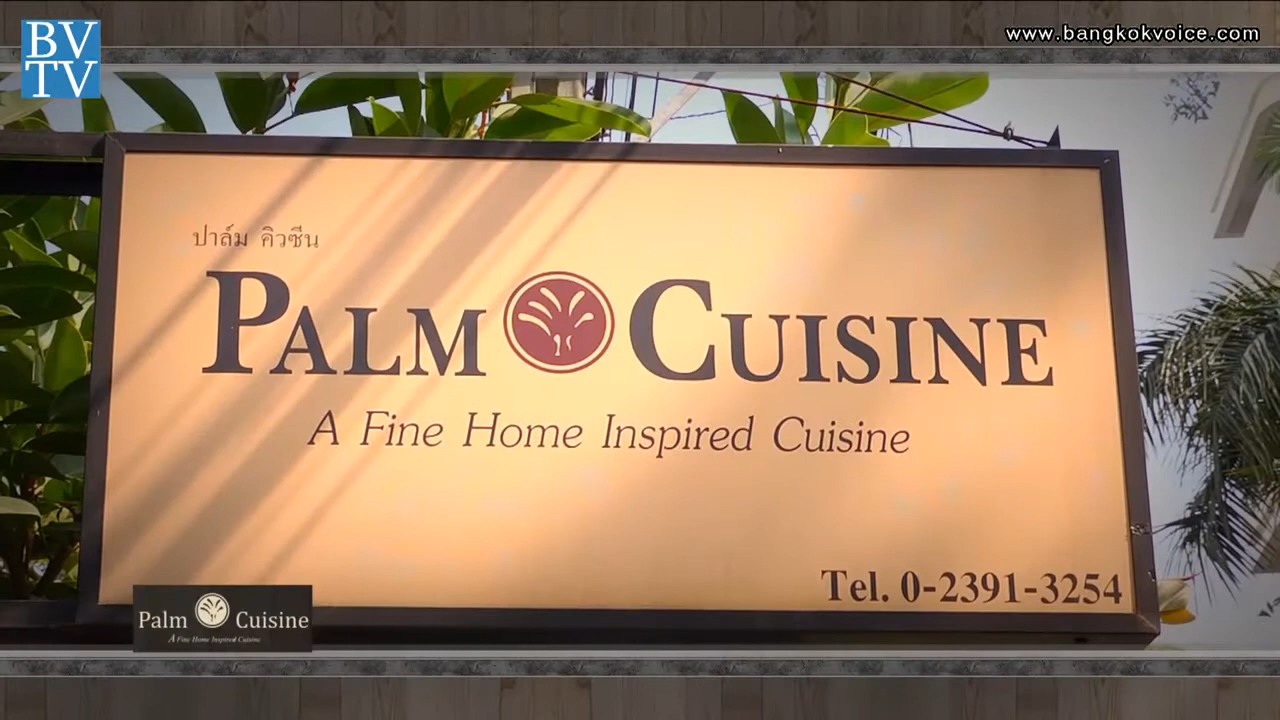 BV
TV
www.bangkokvoice.com
ปาล์ม คิวซีน
PALM CUISINE
A Fine Home Inspired Cuisine
Tel. 0-2391-3254
Palm Cuisine
A Fine Home Inspired Cuisine